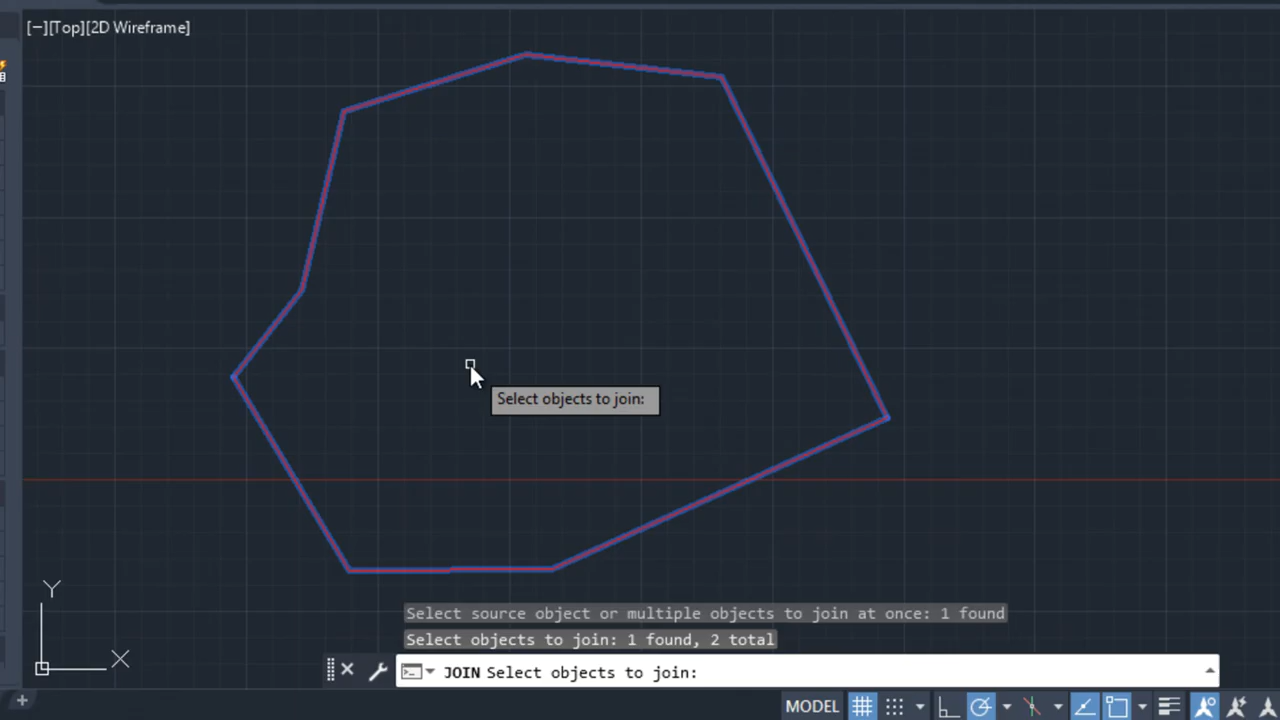 [−][Top][2D Wireframe]
Select objects to join:
Y
X
Select source object or multiple objects to join at once: 1 found
Select objects to join: 1 found, 2 total
JOIN Select objects to join:
MODEL